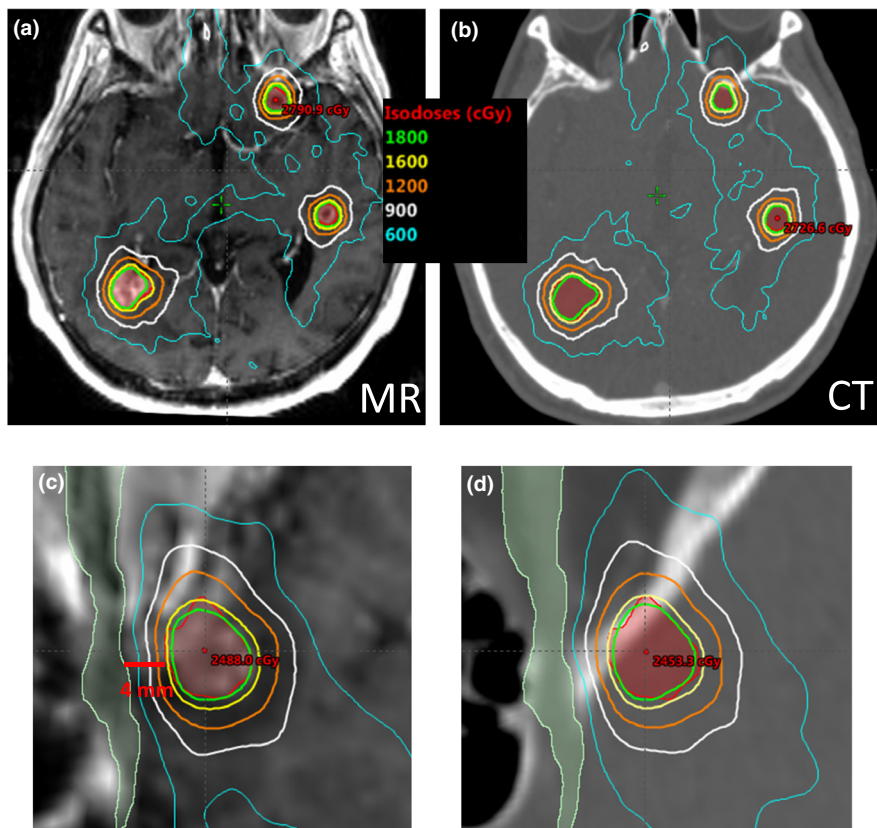 (a)
(b)
2790.9 cGy
Isodoses (cGy)
1800
1600
1200
900
600
2726.6 cGy
MR
CT
(c)
(d)
2488.0 cGy
2453.3 cGy
4 mm